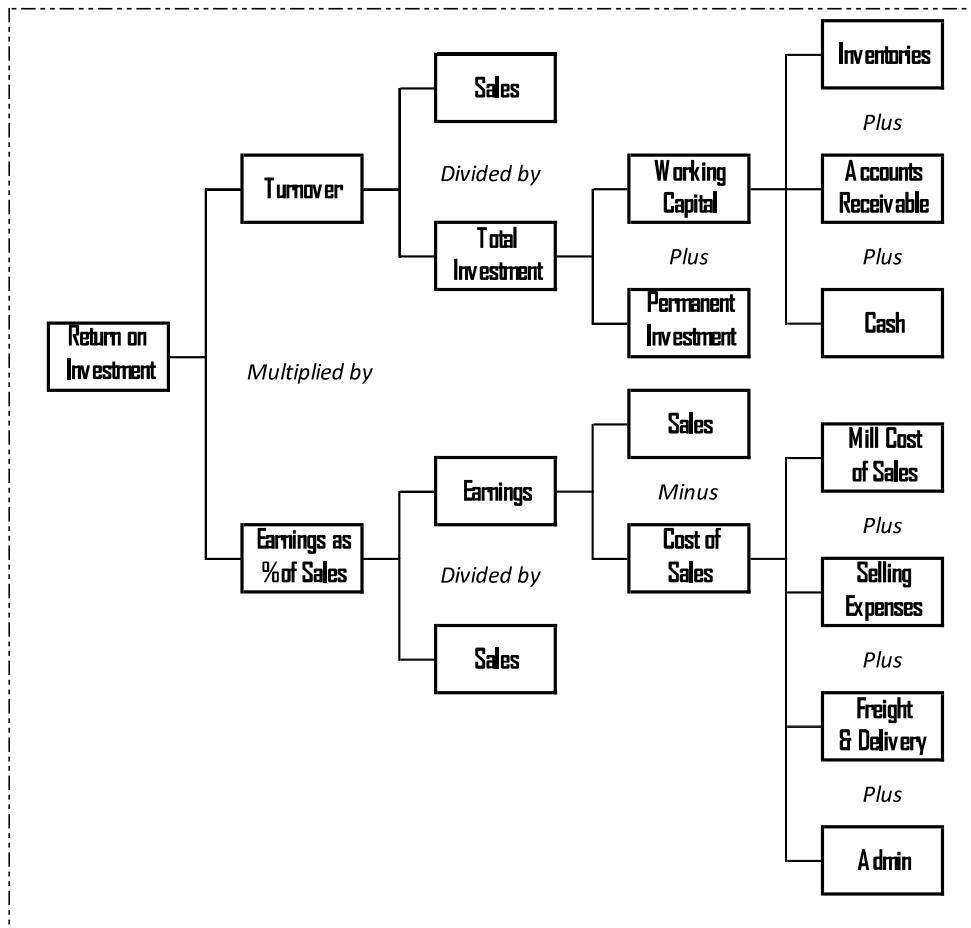 Inventories
Sales
Plus
Divided by
Turnover
Working
Capital
Accounts
Receivable
Total
Investment
Plus
Plus
Return on
Investment
Permanent
Investment
Cash
Multiplied by
Sales
Mill Cost
of Sales
Earnings
Minus
Plus
Earnings as
% of Sales
Divided by
Cost of
Sales
Selling
Expenses
Sales
Plus
Freight
& Delivery
Plus
Admin